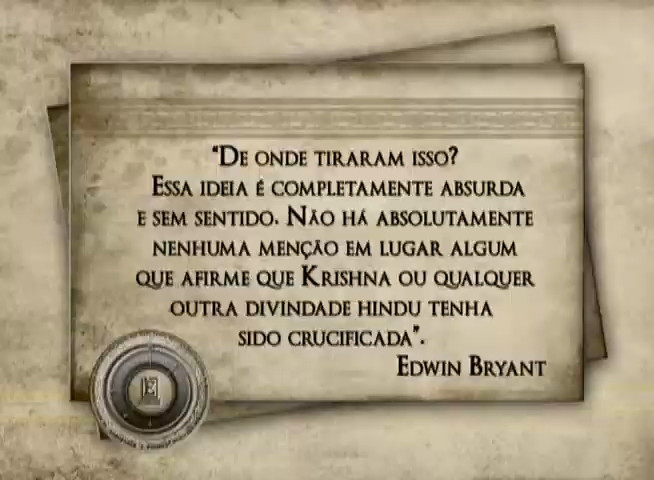 "De onde tiraram isso?
Essa ideia é completamente absurda
e sem sentido. Não há absolutamente
nenhuma menção em lugar algum
que afirme que Krishna ou qualquer
outra divindade hindu tenha
sido crucificada".
Edwin Bryant